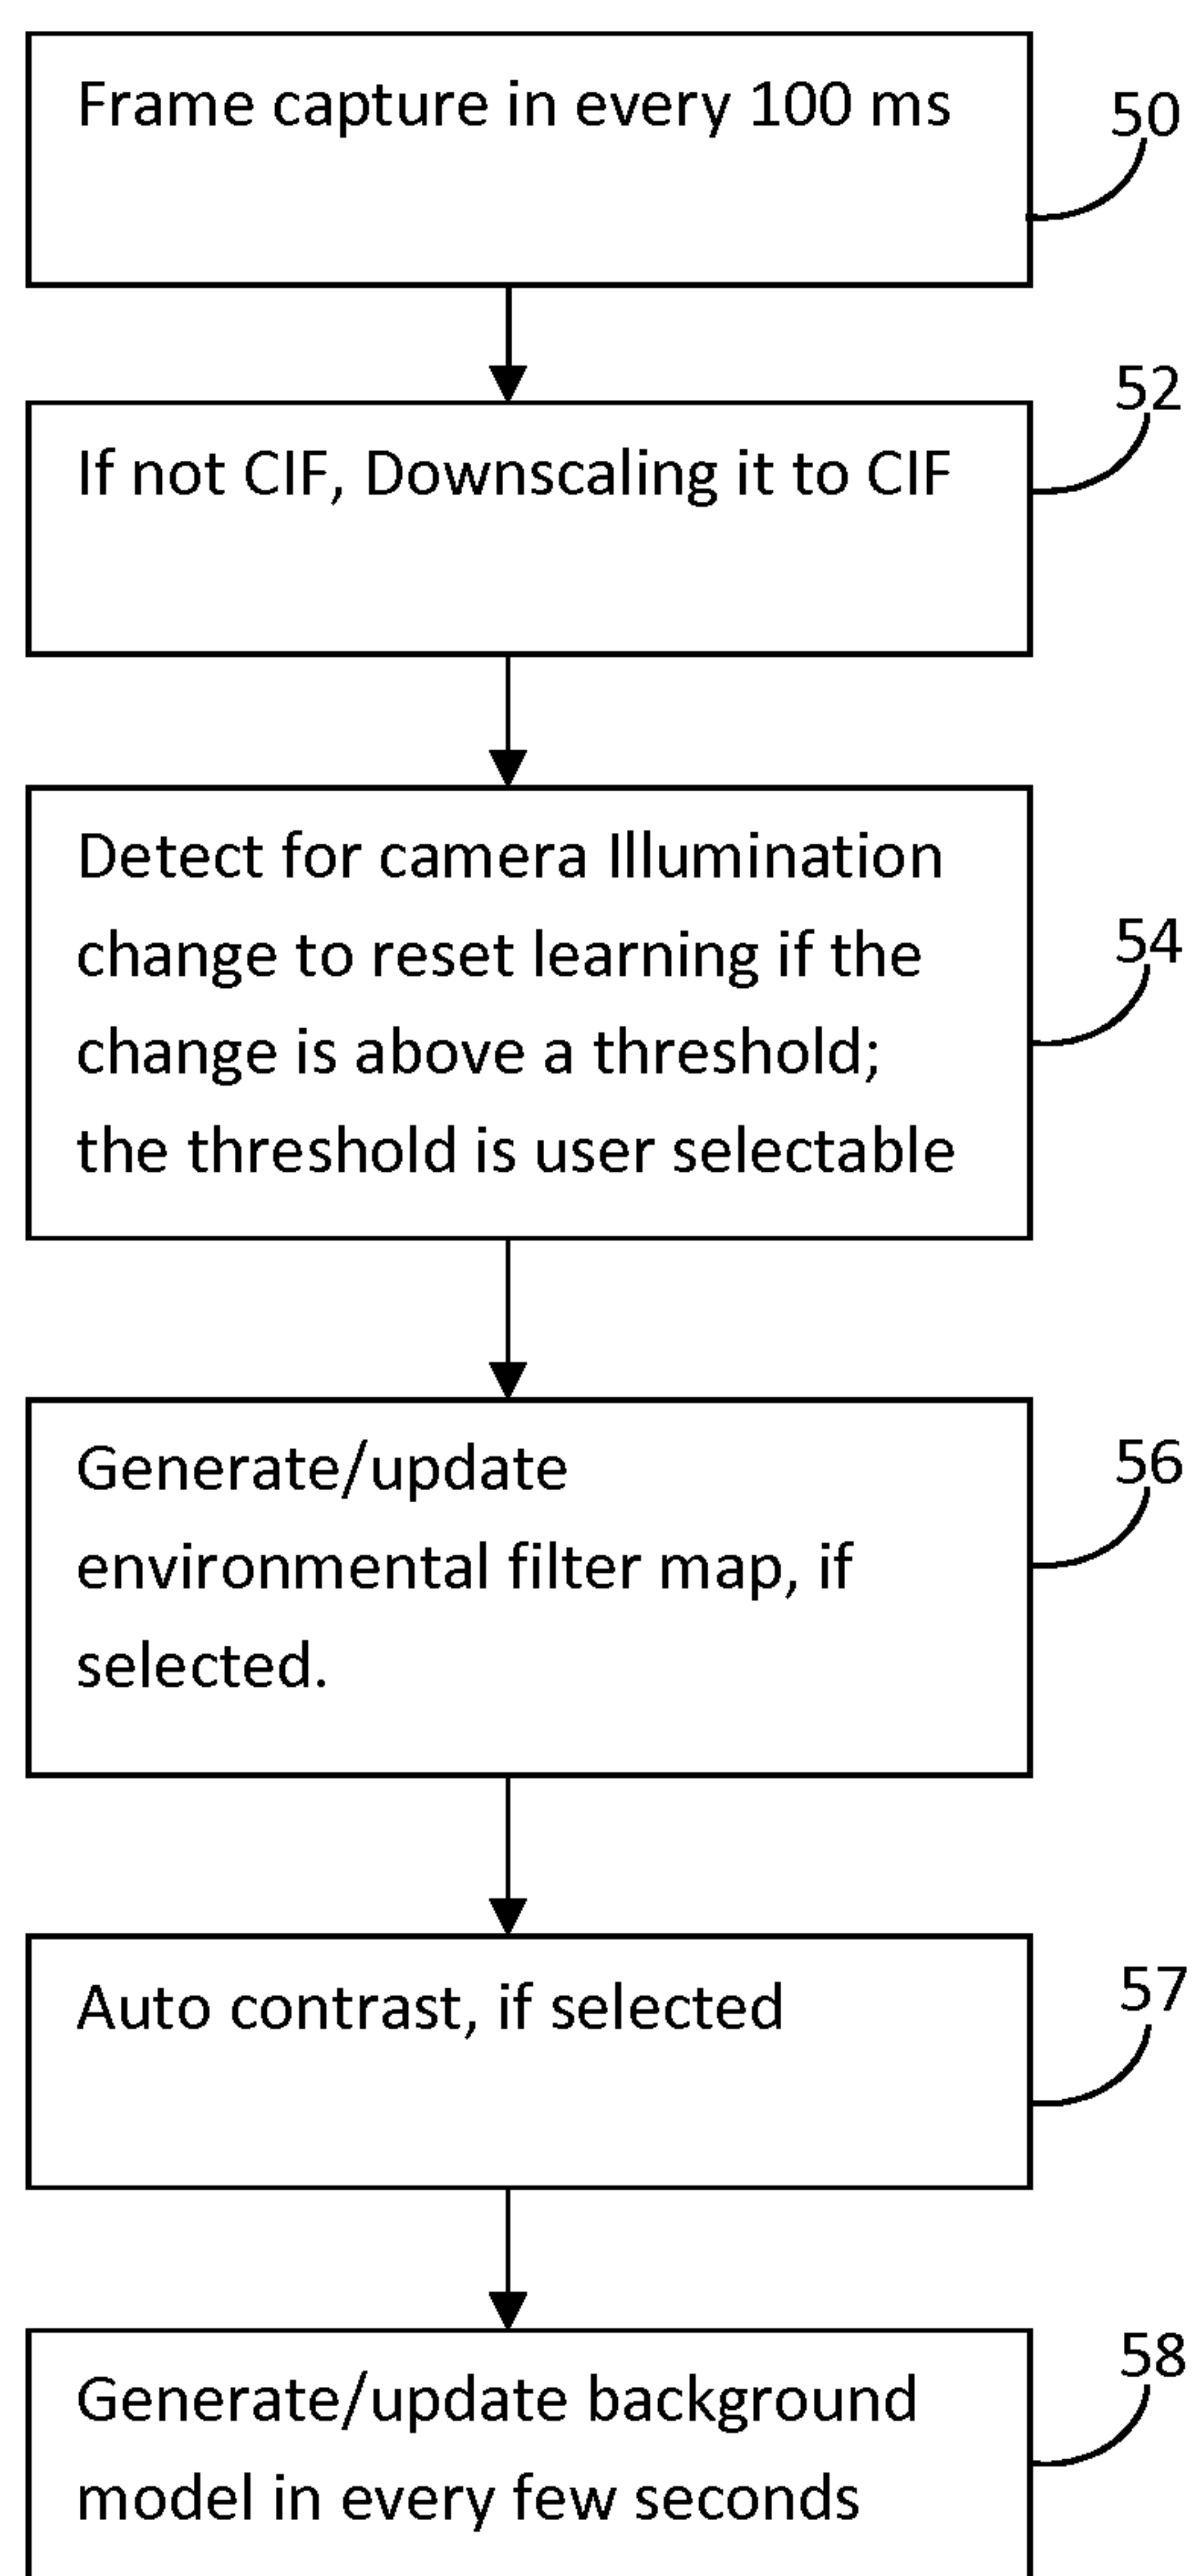 Frame capture in every 100 ms
50
If not CIF, Downscaling it to CIF
52
Detect for camera Illumination
change to reset learning if the
change is above a threshold;
the threshold is user selectable
54
Generate/update
environmental filter map, if
selected.
56
Auto contrast, if selected
57
Generate/update background
model in every few seconds
58